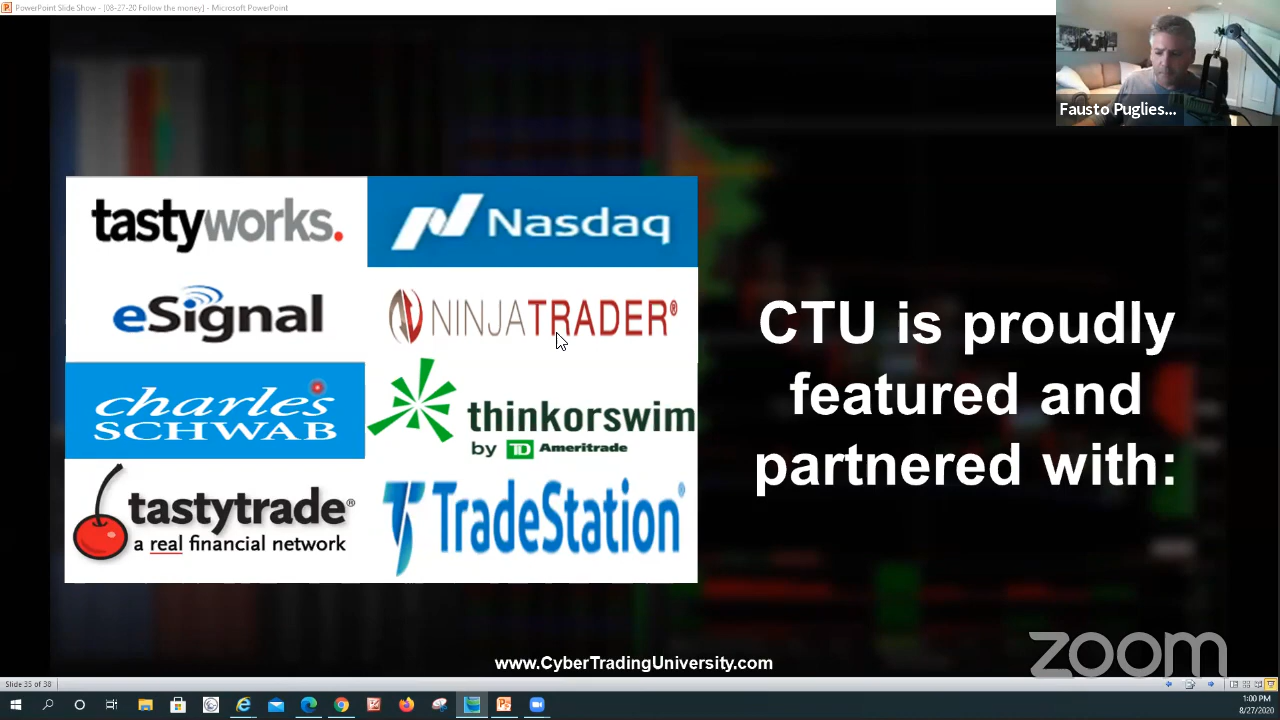 PowerPoint Slide Show - [08-27-20 Follow the money] - Microsoft PowerPoint
Fausto Puglies...
tastyworks.
Nasdaq
eSignal
NINJATRADER®
charles
SCHWAB
thinkorswim
by TD Ameritrade
tastytrade®
a real financial network
TradeStation®
CTU is proudly
featured and
partnered with:
www.CyberTradingUniversity.com
zoom
Slide 35 of 38
1:00 PM
8/27/2020